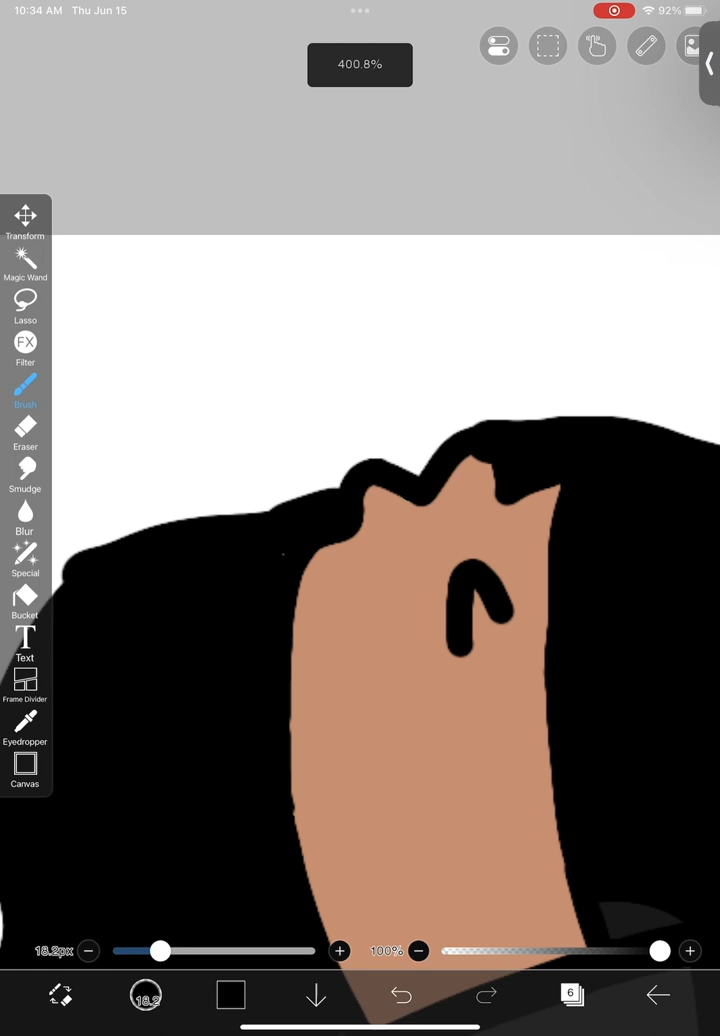 10:34 AM Thu Jun 15
92%
400.8%
Transform
Magic Wand
Lasso
FX
Filter
Brush
Eraser
Smudge
Blur
Special
Bucket
T
Text
Frame Divider
Eyedropper
Canvas
18.2px
100%
18.2
6